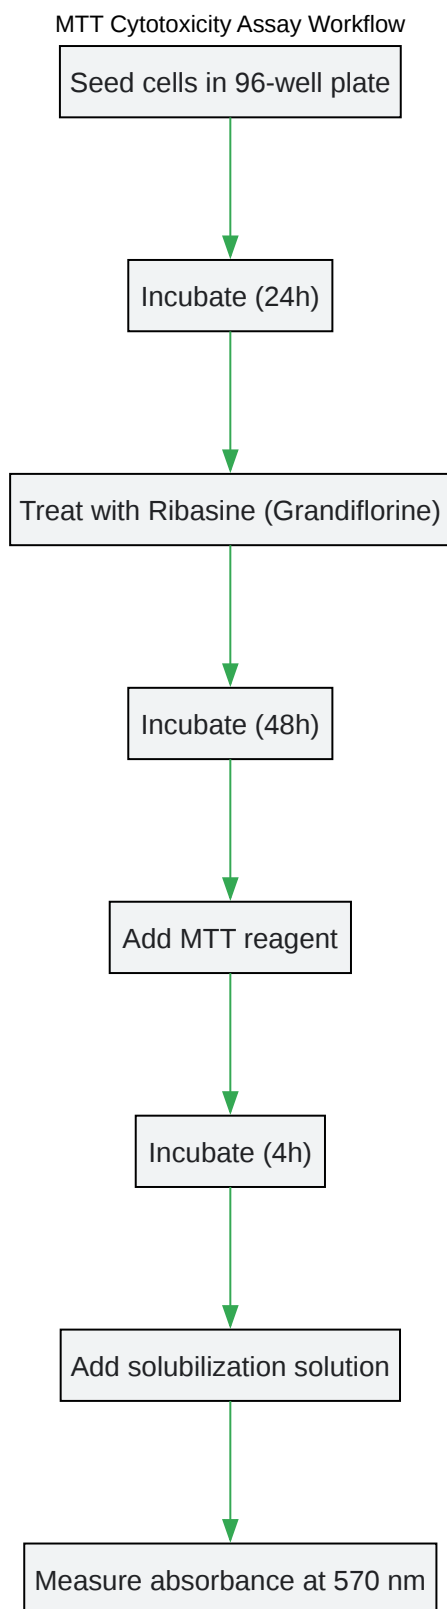 MTT Cytotoxicity Assay Workflow
Seed cells in 96-well plate
Incubate (24h)
Treat with Ribasine (Grandiflorine)
Incubate (48h)
Add MTT reagent
Incubate (4h)
Add solubilization solution
Measure absorbance at 570 nm